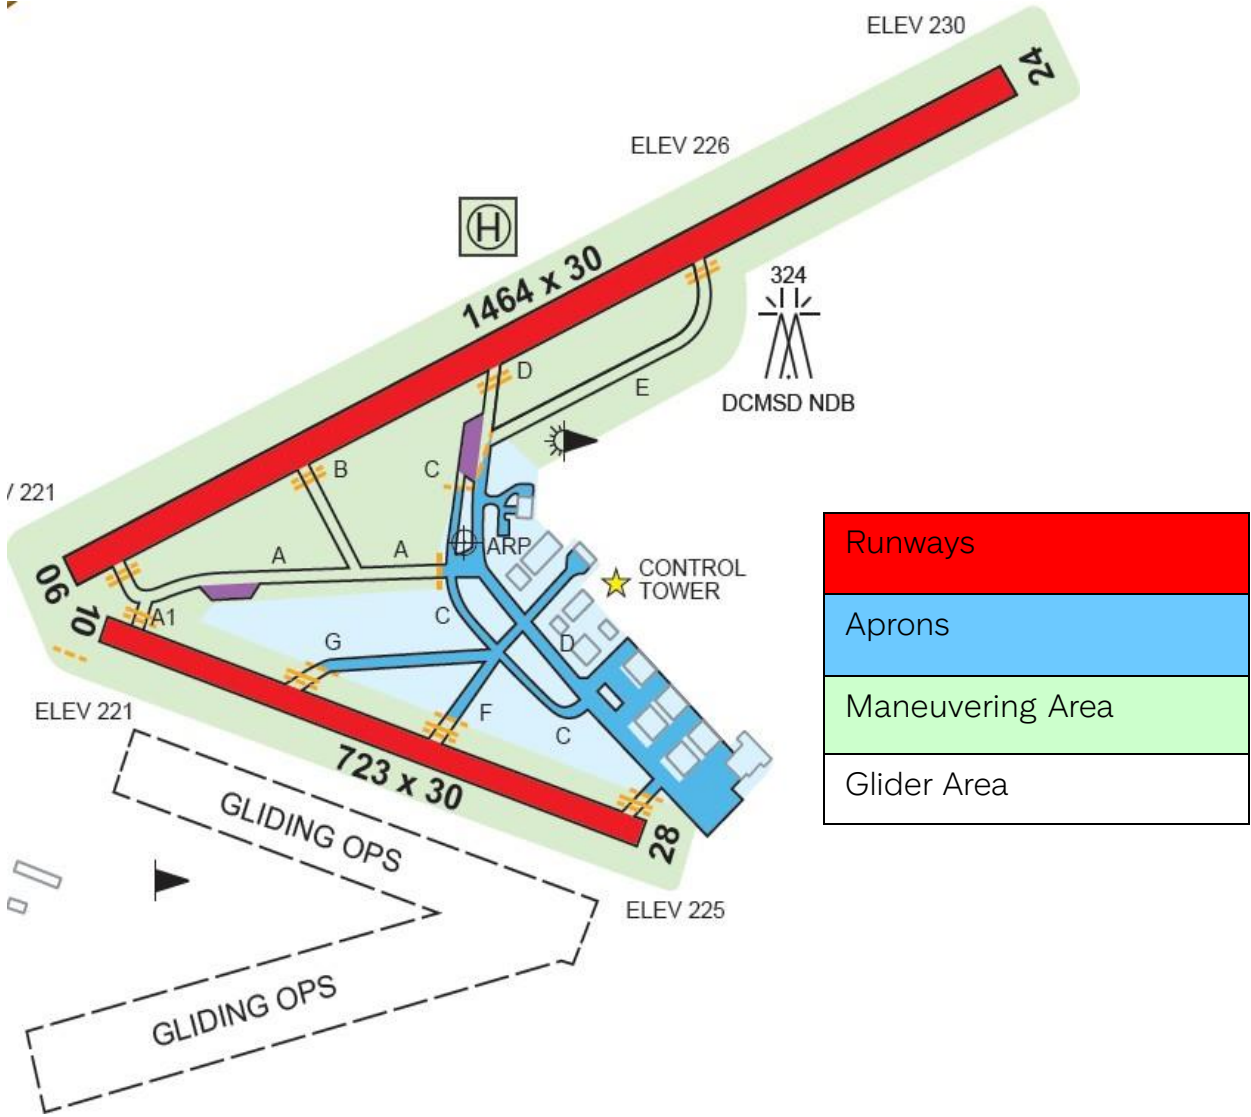 ELEV 230
24
ELEV 226
H
1464 x 30
324
DCMSD NDB
D
E
B
C
/ 221
A
A
ARP
CONTROL
TOWER
06
10
A1
C
G
D
F
C
ELEV 221
723 x 30
28
GLIDING OPS
ELEV 225
GLIDING OPS
Runways
Aprons
Maneuvering Area
Glider Area